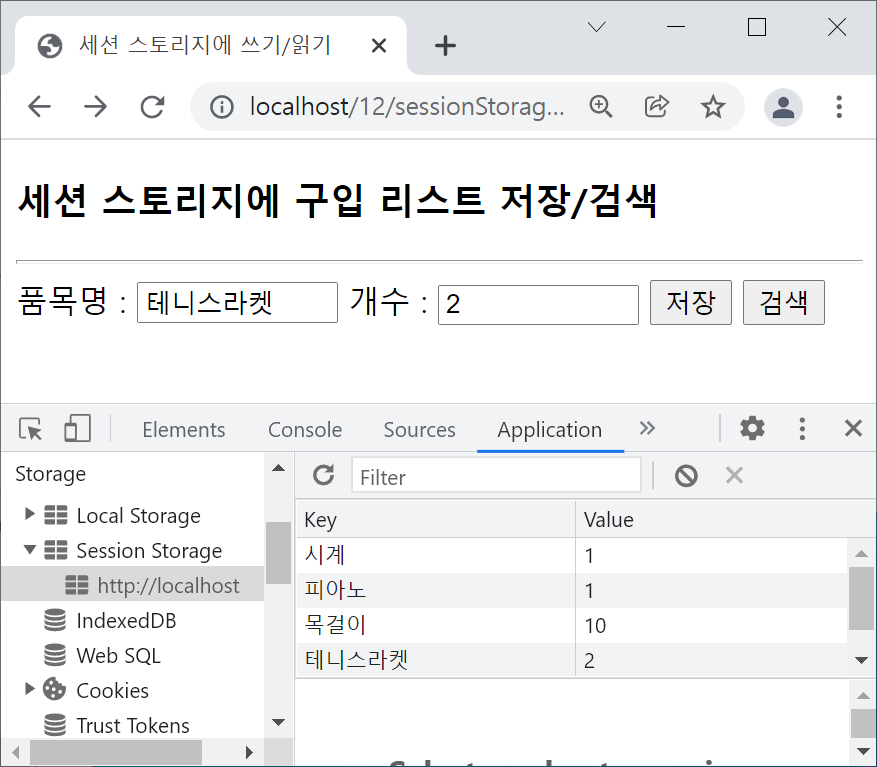 세션 스토리지에 쓰기/읽기
localhost/12/sessionStorag...
세션 스토리지에 구입 리스트 저장/검색
품목명 : 테니스라켓 개수 : 2 저장 검색
Elements Console Sources Application
Storage
Filter
Local Storage
Session Storage
http://localhost
IndexedDB
Web SQL
Cookies
Trust Tokens
Key Value
시계 1
피아노 1
목걸이 10
테니스라켓 2